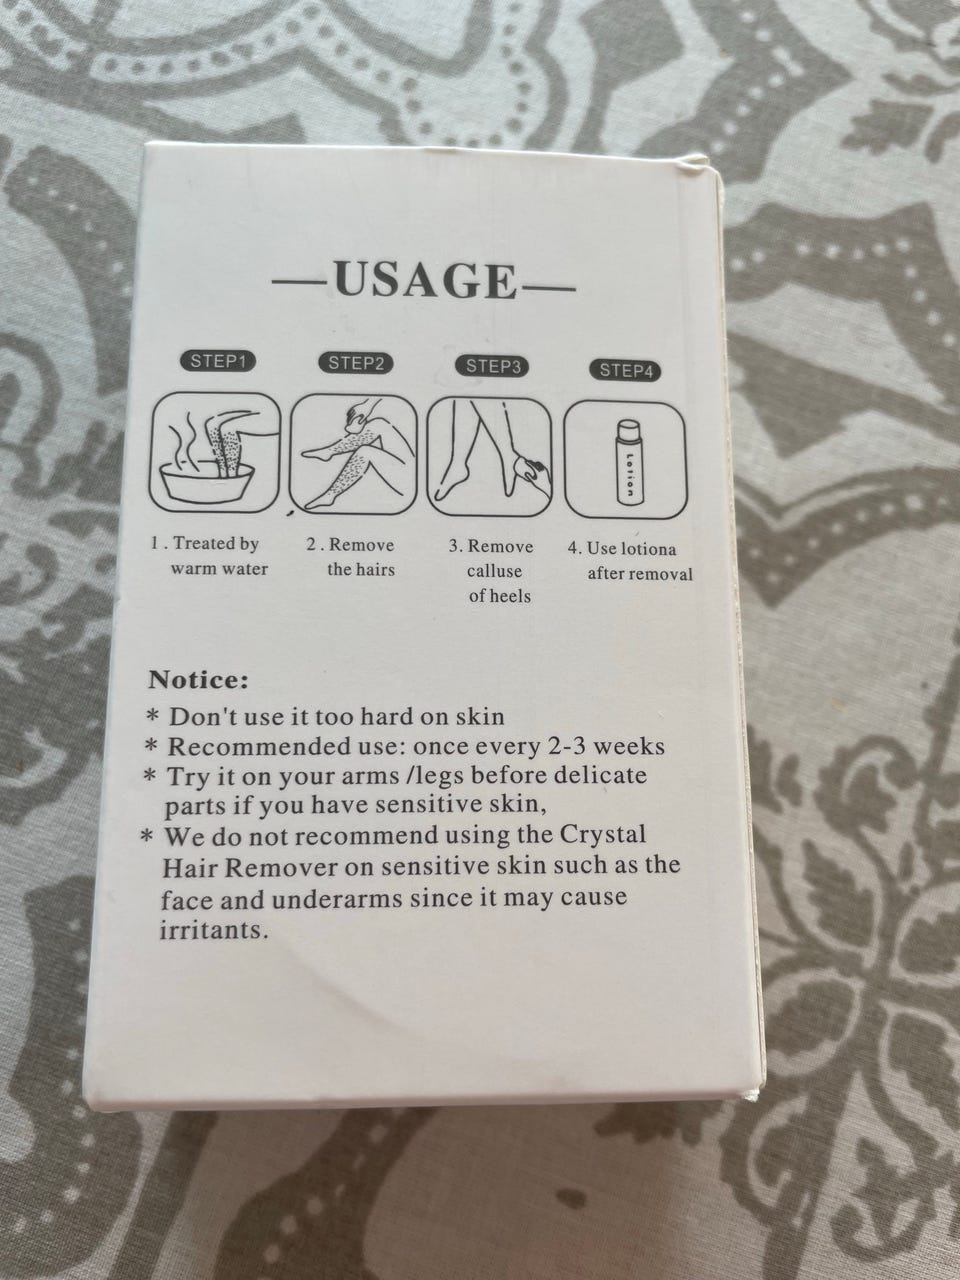 —USAGE—
STEP1 STEP2 STEP3 STEP4
Lotion
1 . Treated by
warm water
2 . Remove
the hairs
3. Remove
calluse
of heels
4. Use lotiona
after removal
Notice:
* Don't use it too hard on skin
* Recommended use: once every 2-3 weeks
* Try it on your arms /legs before delicate
parts if you have sensitive skin,
* We do not recommend using the Crystal
Hair Remover on sensitive skin such as the
face and underarms since it may cause
irritants.